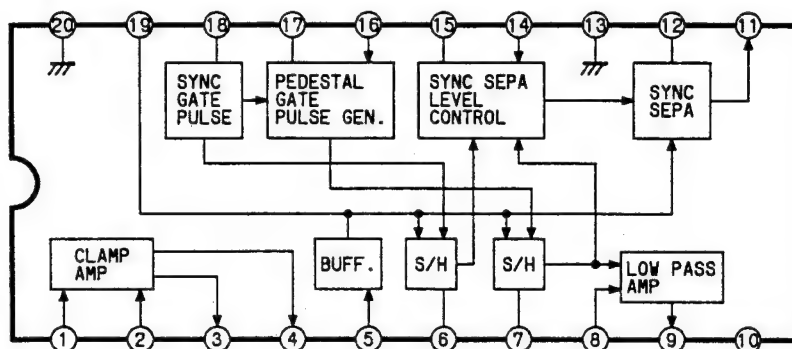 20 19 18 17 16 15 14 13 12 11
SYNC
GATE
PULSE
PEDESTAL
GATE
PULSE GEN.
SYNC SEPA
LEVEL
CONTROL
SYNC
SEPA
CLAMP
AMP
BUFF.
S/H
S/H
LOW PASS
AMP
1 2 3 4 5 6 7 8 9 10